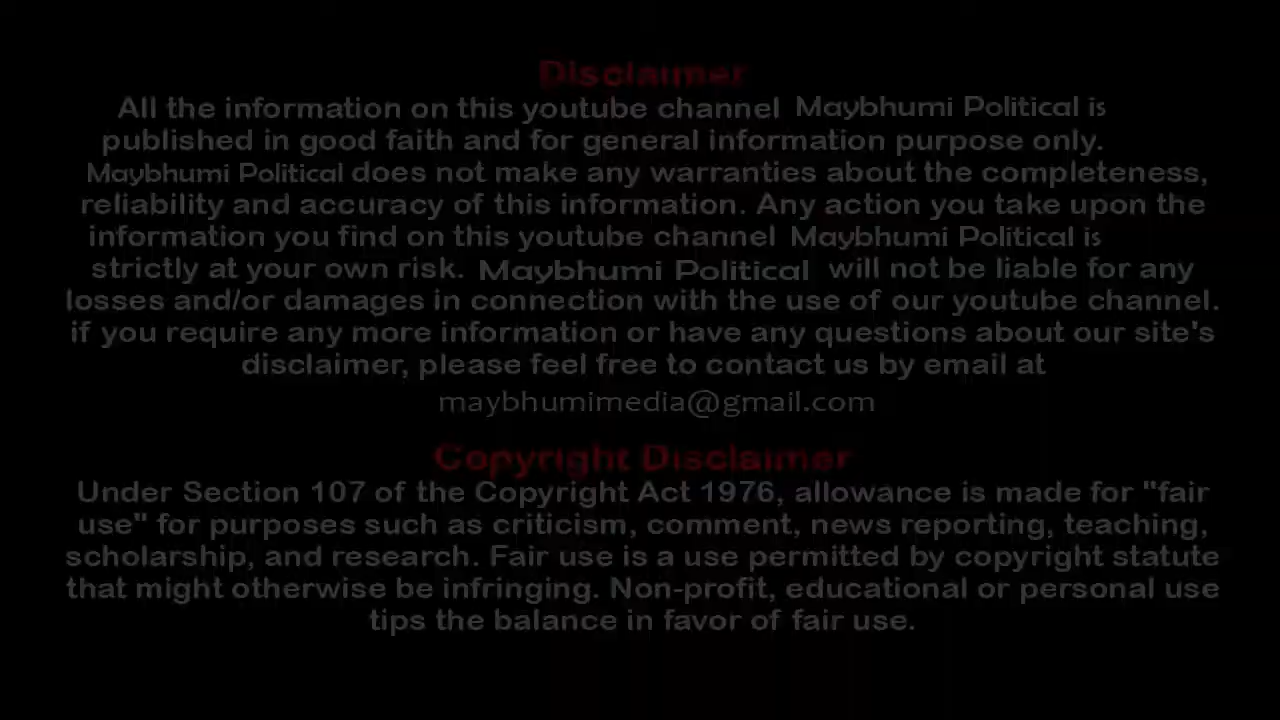 Disclaimer
All the information on this youtube channel Maybhumi Political is
published in good faith and for general information purpose only.
Maybhumi Political does not make any warranties about the completeness,
reliability and accuracy of this information. Any action you take upon the
information you find on this youtube channel Maybhumi Political is
strictly at your own risk. Maybhumi Political will not be liable for any
losses and/or damages in connection with the use of our youtube channel.
if you require any more information or have any questions about our site's
disclaimer, please feel free to contact us by email at
maybhumimedia@gmail.com
Copyright Disclaimer
Under Section 107 of the Copyright Act 1976, allowance is made for "fair
use" for purposes such as criticism, comment, news reporting, teaching,
scholarship, and research. Fair use is a use permitted by copyright statute
that might otherwise be infringing. Non-profit, educational or personal use
tips the balance in favor of fair use.